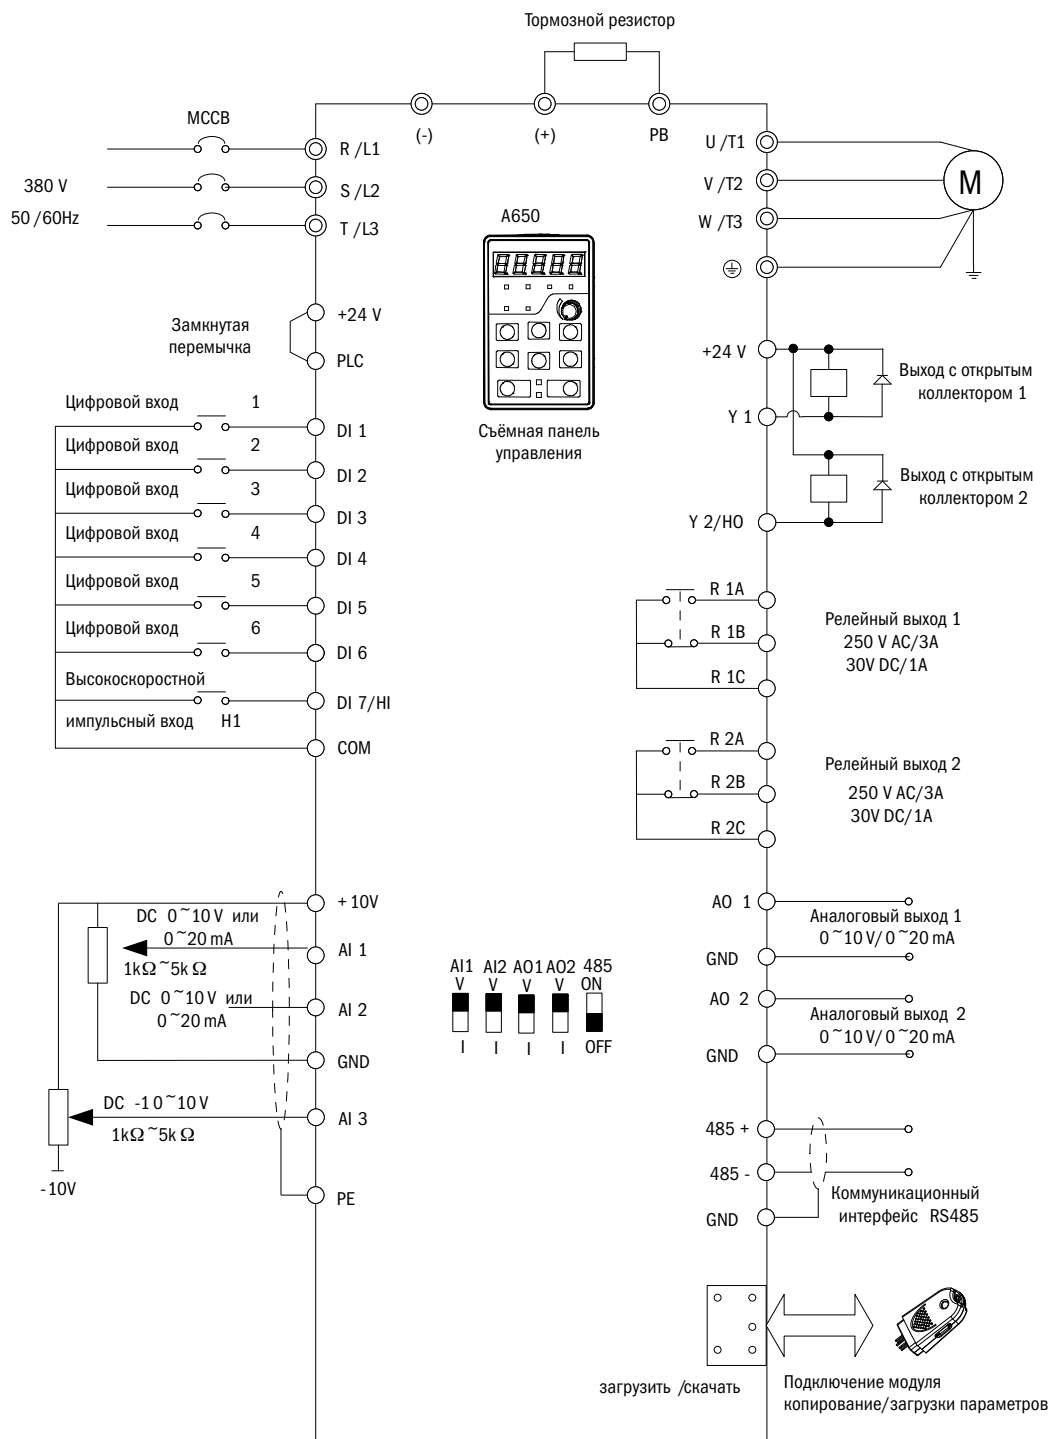 Тормозной резистор
MCCB
(-)
(+)
PB
R /L1
S /L2
T /L3
380 V
50 /60Hz
U /T1
V /T2
W /T3
M
A650
Съёмная панель
управления
Замкнутая
перемычка
+24 V
PLC
Цифровой вход 1
DI 1
Цифровой вход 2
DI 2
Цифровой вход 3
DI 3
Цифровой вход 4
DI 4
Цифровой вход 5
DI 5
Цифровой вход 6
DI 6
Высокоскоростной
DI 7/HI
импульсный вход H1
COM
+24 V
Выход с открытым
коллектором 1
Y 1
Выход с открытым
коллектором 2
Y 2/HO
R 1A
R 1B
R 1C
Релейный выход 1
250 V AC/3A
30V DC/1A
R 2A
R 2B
R 2C
Релейный выход 2
250 V AC/3A
30V DC/1A
+ 10V
DC 0~10 V или
0~20 mA
AI 1
1kΩ~5k Ω
DC 0~10 V или
0~20 mA
AI 2
GND
DC -1 0~10 V
AI 3
1kΩ~5k Ω
-10V
PE
AI1 AI2 AO1 AO2 485
V V V V ON
I I I I OFF
AO 1
Аналоговый выход 1
0~10 V/ 0~20 mA
GND
AO 2
Аналоговый выход 2
0~10 V/ 0~20 mA
GND
485 +
485 -
GND
Коммуникационный
интерфейс RS485
загрузить /скачать
Подключение модуля
копирование/загрузки параметров